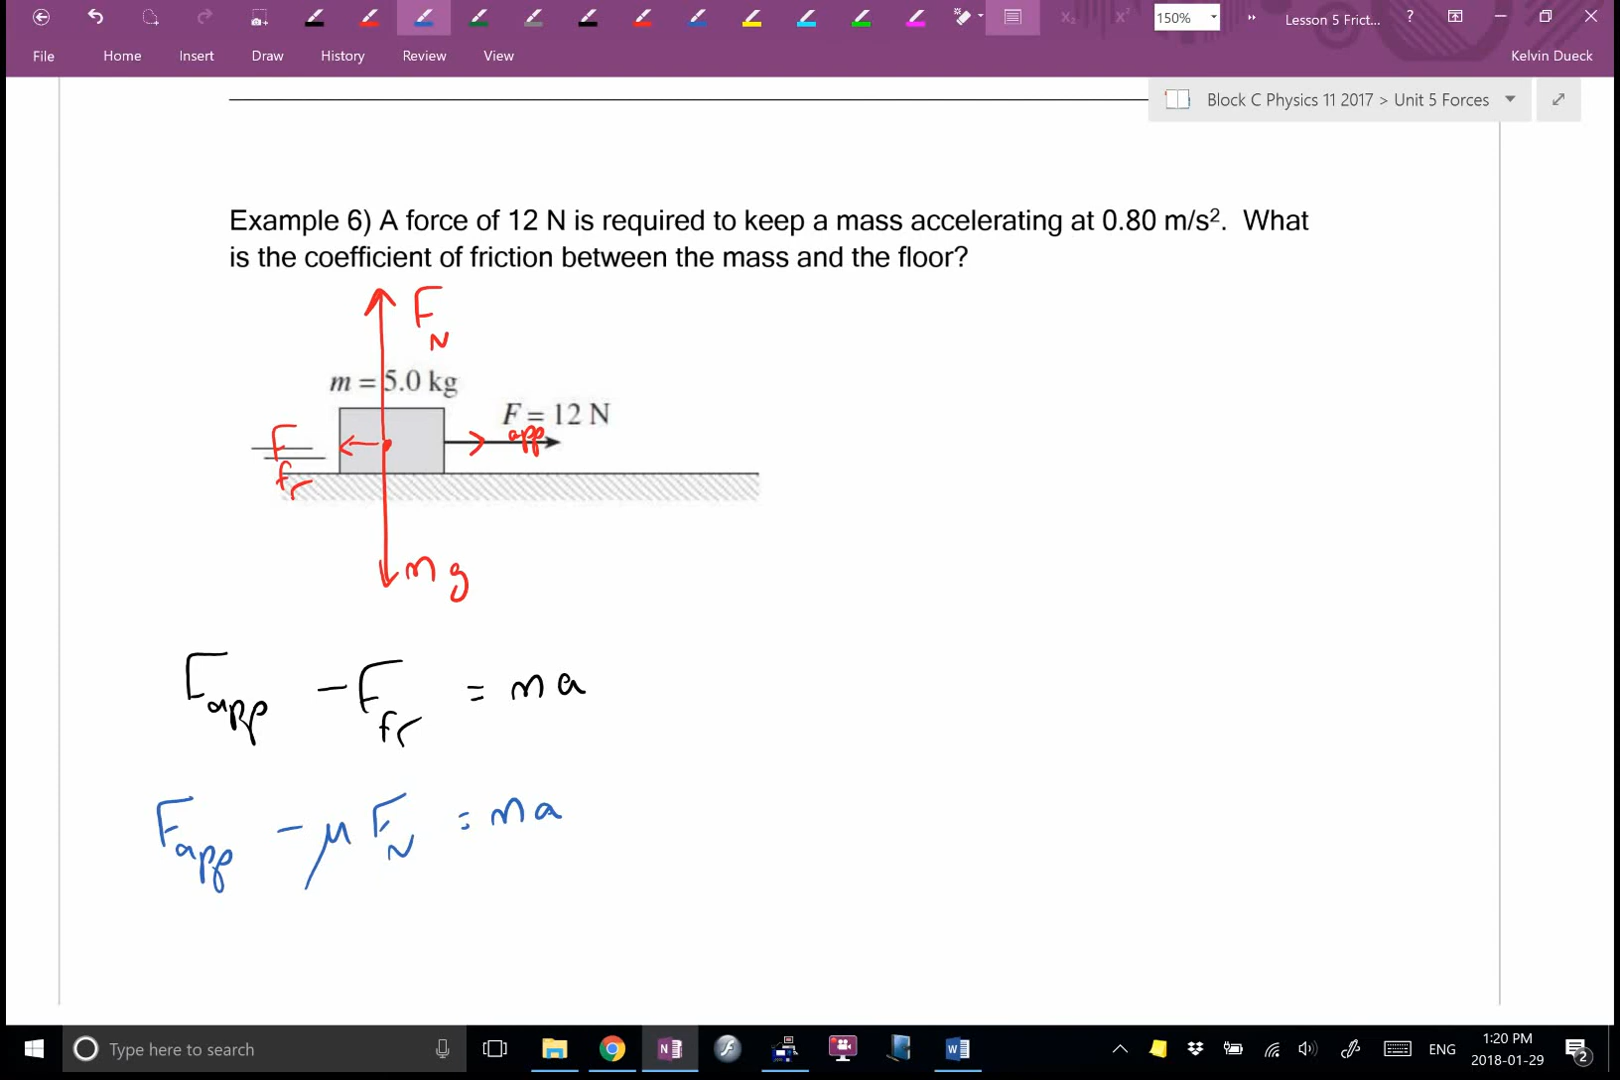 150%
Lesson 5 Frict...
?
File
Home
Insert
Draw
History
Review
View
Kelvin Dueck
Block C Physics 11 2017 > Unit 5 Forces
Example 6) A force of 12 N is required to keep a mass accelerating at 0.80 m/s². What
is the coefficient of friction between the mass and the floor?
F_N
m = 5.0 kg
F = 12 N
app
F_fr
mg
F_app - F_fr = ma
F_app - μ F_N = ma
Type here to search
ENG
1:20 PM
2018-01-29
2